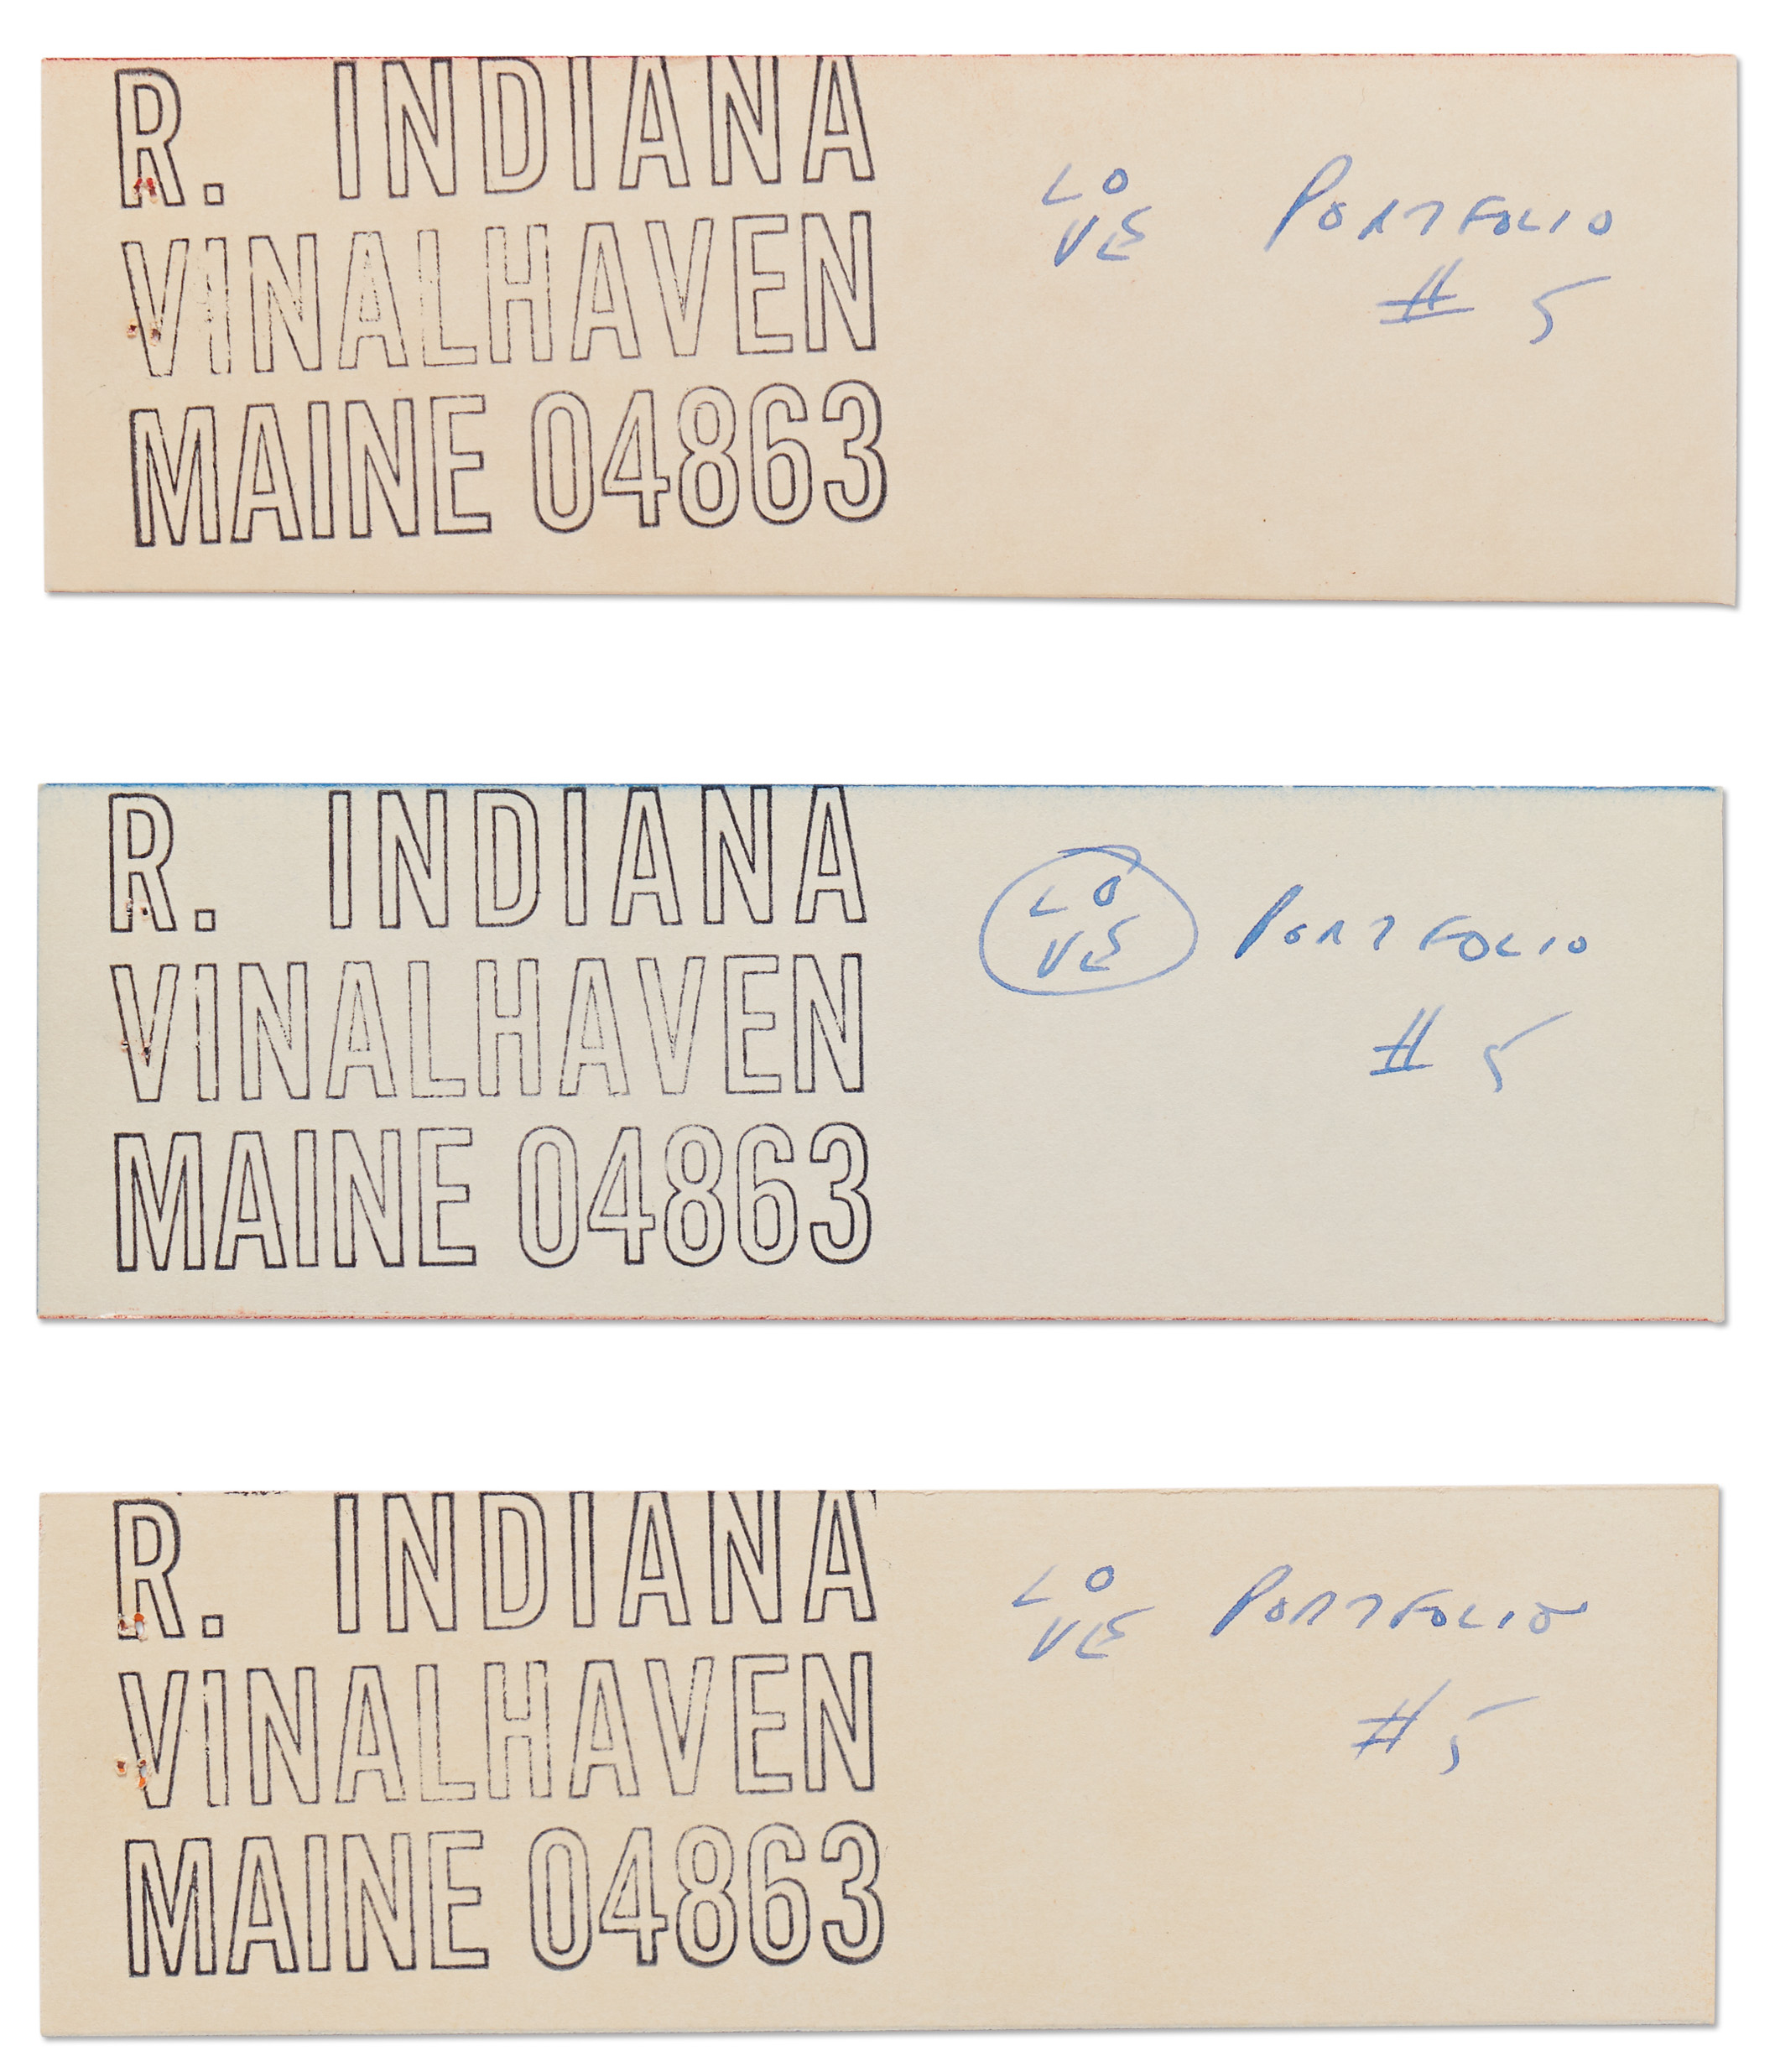 R. INDIANA
VINALHAVEN
MAINE 04863
LO
VE
PORTFOLIO
# 5
R. INDIANA
VINALHAVEN
MAINE 04863
LO
VE
PORTFOLIO
# 5
R. INDIANA
VINALHAVEN
MAINE 04863
LO
VE
PORTFOLIO
# 5